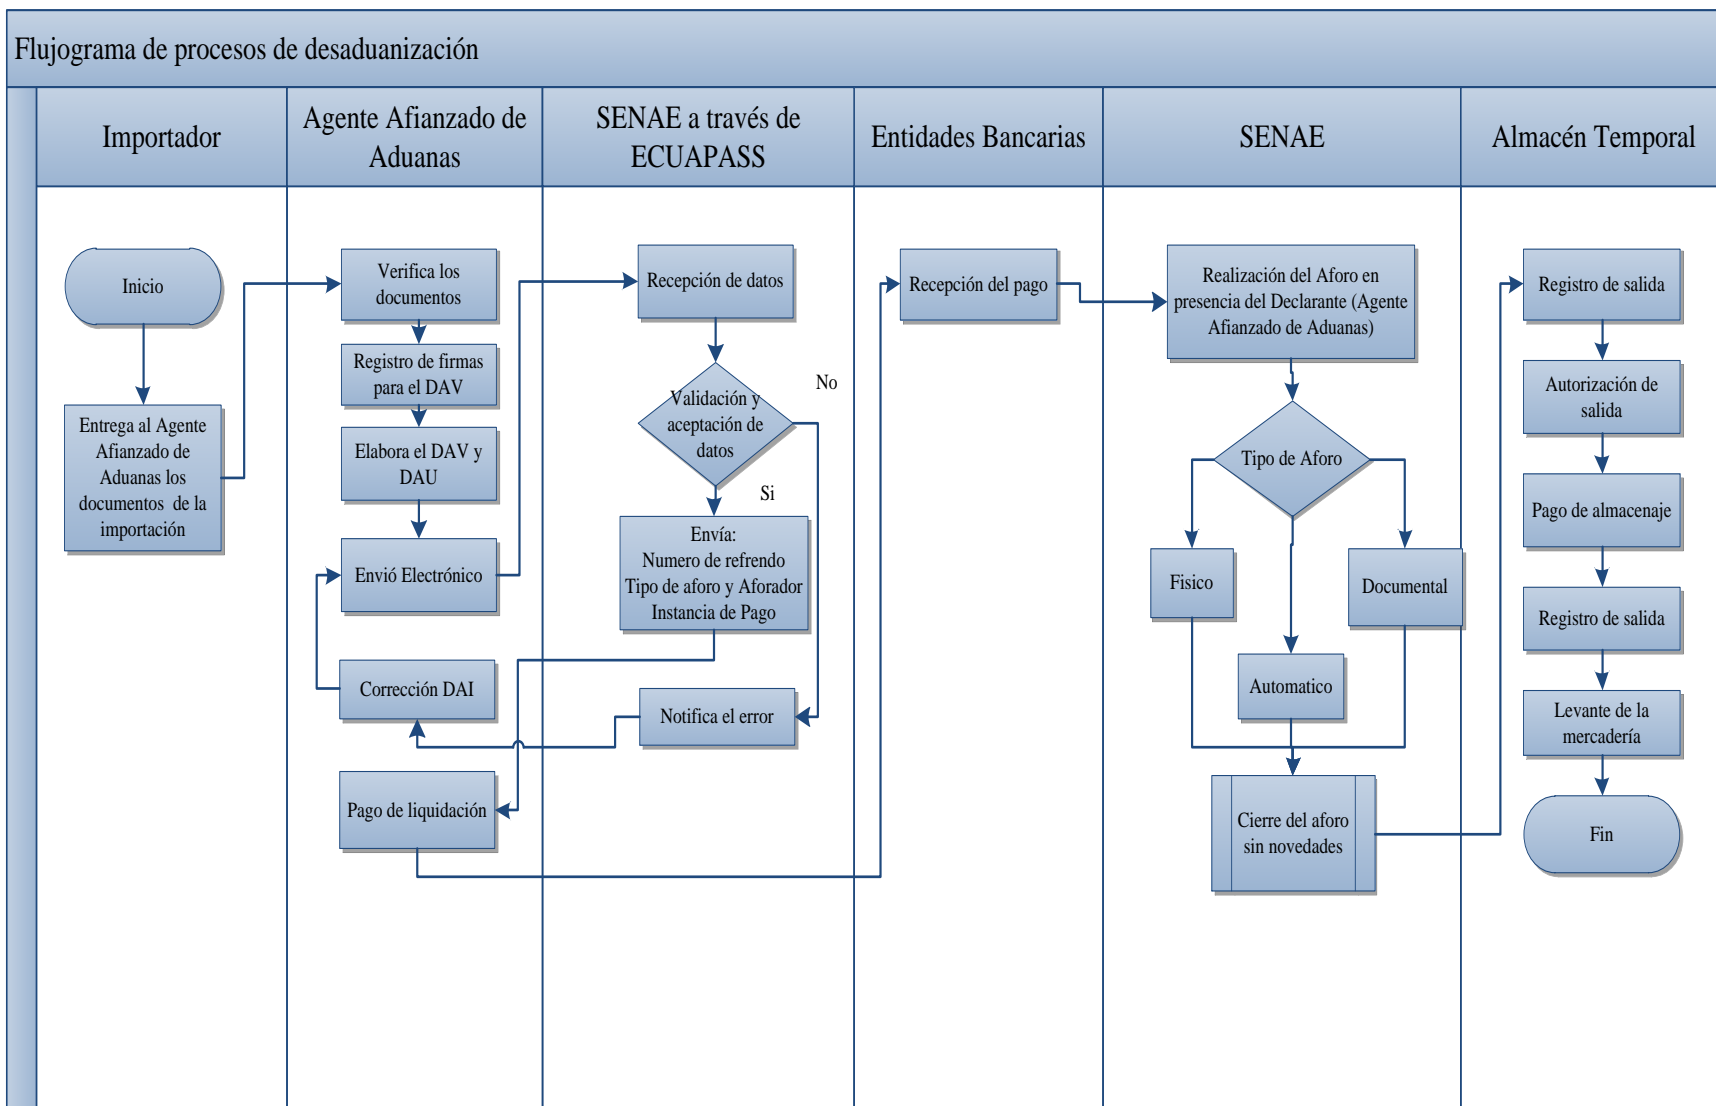 Flujograma de procesos de desaduanización
Importador
Agente Afianzado de
Aduanas
SENAE a través de
ECUAPASS
Entidades Bancarias
SENAE
Almacén Temporal
Inicio
Entrega al Agente
Afianzado de
Aduanas los
documentos de la
importación
Verifica los
documentos
Registro de firmas
para el DAV
Elabora el DAV y
DAU
Envió Electrónico
Corrección DAI
Pago de liquidación
Recepción de datos
Validación y
aceptación de
datos
No
Si
Envía:
Numero de refrendo
Tipo de aforo y Aforador
Instancia de Pago
Notifica el error
Recepción del pago
Realización del Aforo en
presencia del Declarante (Agente
Afianzado de Aduanas)
Tipo de Aforo
Fisico
Documental
Automatico
Cierre del aforo
sin novedades
Registro de salida
Autorización de
salida
Pago de almacenaje
Registro de salida
Levante de la
mercadería
Fin